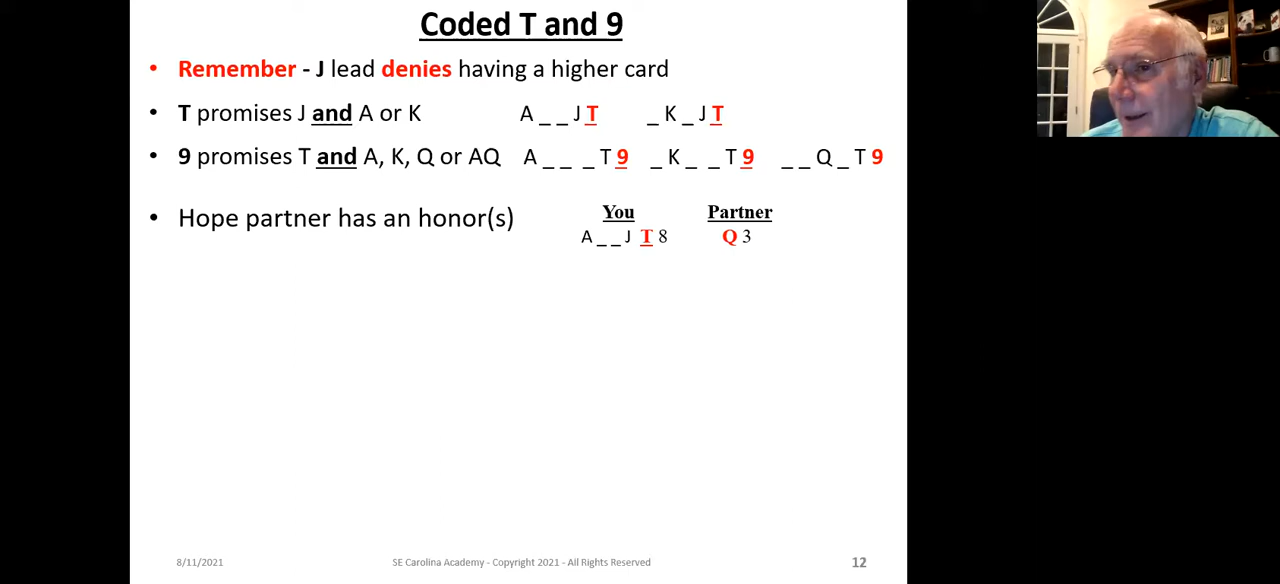 Coded T and 9
• Remember - J lead denies having a higher card
• T promises J and A or K A _ _ J T _ K _ J T
• 9 promises T and A, K, Q or AQ A _ _ _ T 9 _ K _ _ T 9 _ _ Q _ T 9
• Hope partner has an honor(s)
You Partner
A _ _ J T 8 Q 3
8/11/2021 SE Carolina Academy - Copyright 2021 - All Rights Reserved 12